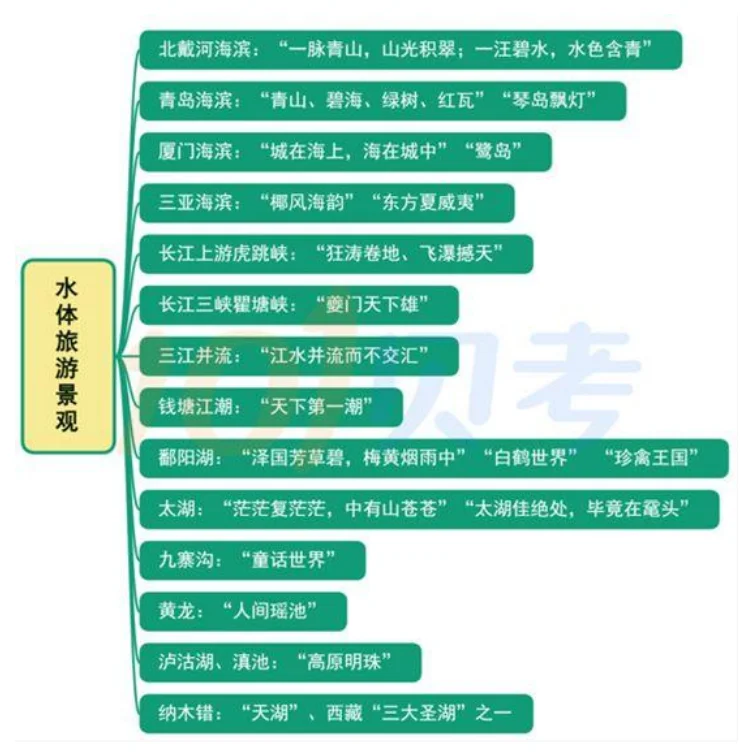 水体旅游景观
北戴河海滨：“一脉青山，山光积翠；一汪碧水，水色含青”
青岛海滨：“青山、碧海、绿树、红瓦”“琴岛飘灯”
厦门海滨：“城在海上，海在城中”“鹭岛”
三亚海滨：“椰风海韵”“东方夏威夷”
长江上游虎跳峡：“狂涛卷地、飞瀑撼天”
长江三峡瞿塘峡：“夔门天下雄”
三江并流：“江水并流而不交汇”
钱塘江潮：“天下第一潮”
鄱阳湖：“泽国芳草碧，梅黄烟雨中”“白鹤世界” “珍禽王国”
太湖：“茫茫复茫茫，中有山苍苍”“太湖佳绝处，毕竟在鼋头”
九寨沟：“童话世界”
黄龙：“人间瑶池”
泸沽湖、滇池：“高原明珠”
纳木错：“天湖”、西藏“三大圣湖”之一
101贝考